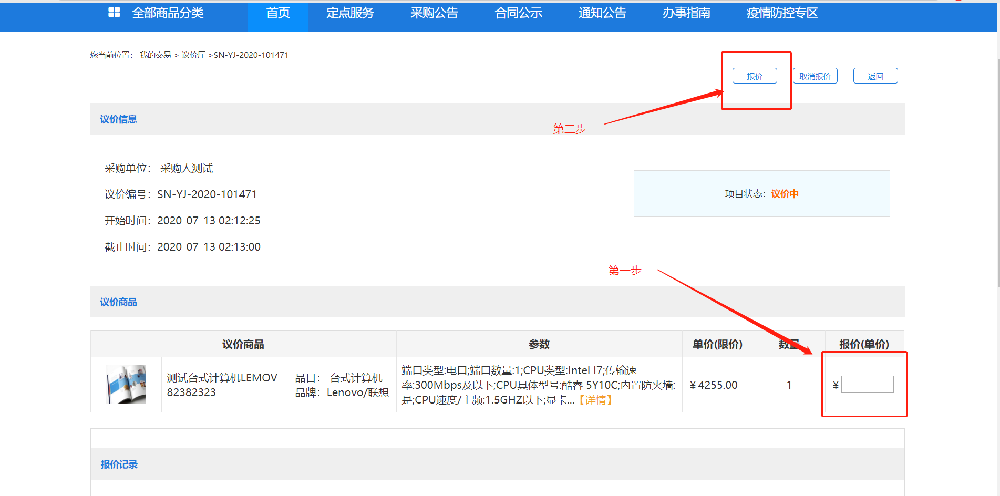 全部商品分类 首页 定点服务 采购公告 合同公示 通知公告 办事指南 疫情防控专区
您当前位置： 我的交易 > 议价厅 >SN-YJ-2020-101471
报价 取消报价 返回
议价信息
第二步
采购单位： 采购人测试
议价编号：SN-YJ-2020-101471
项目状态：议价中
开始时间：2020-07-13 02:12:25
截止时间：2020-07-13 02:13:00
第一步
议价商品
议价商品 参数 单价(限价) 数量 报价(单价)
测试台式计算机LEMOV-
82382323
品目： 台式计算机
品牌：Lenovo/联想
端口类型:电口;端口数量:1;CPU类型:Intel I7;传输速
率:300Mbps及以下;CPU具体型号:酷睿 5Y10C;内置防火墙:
是;CPU速度/主频:1.5GHZ以下;显卡...【详情】
￥4255.00
1
￥
报价记录